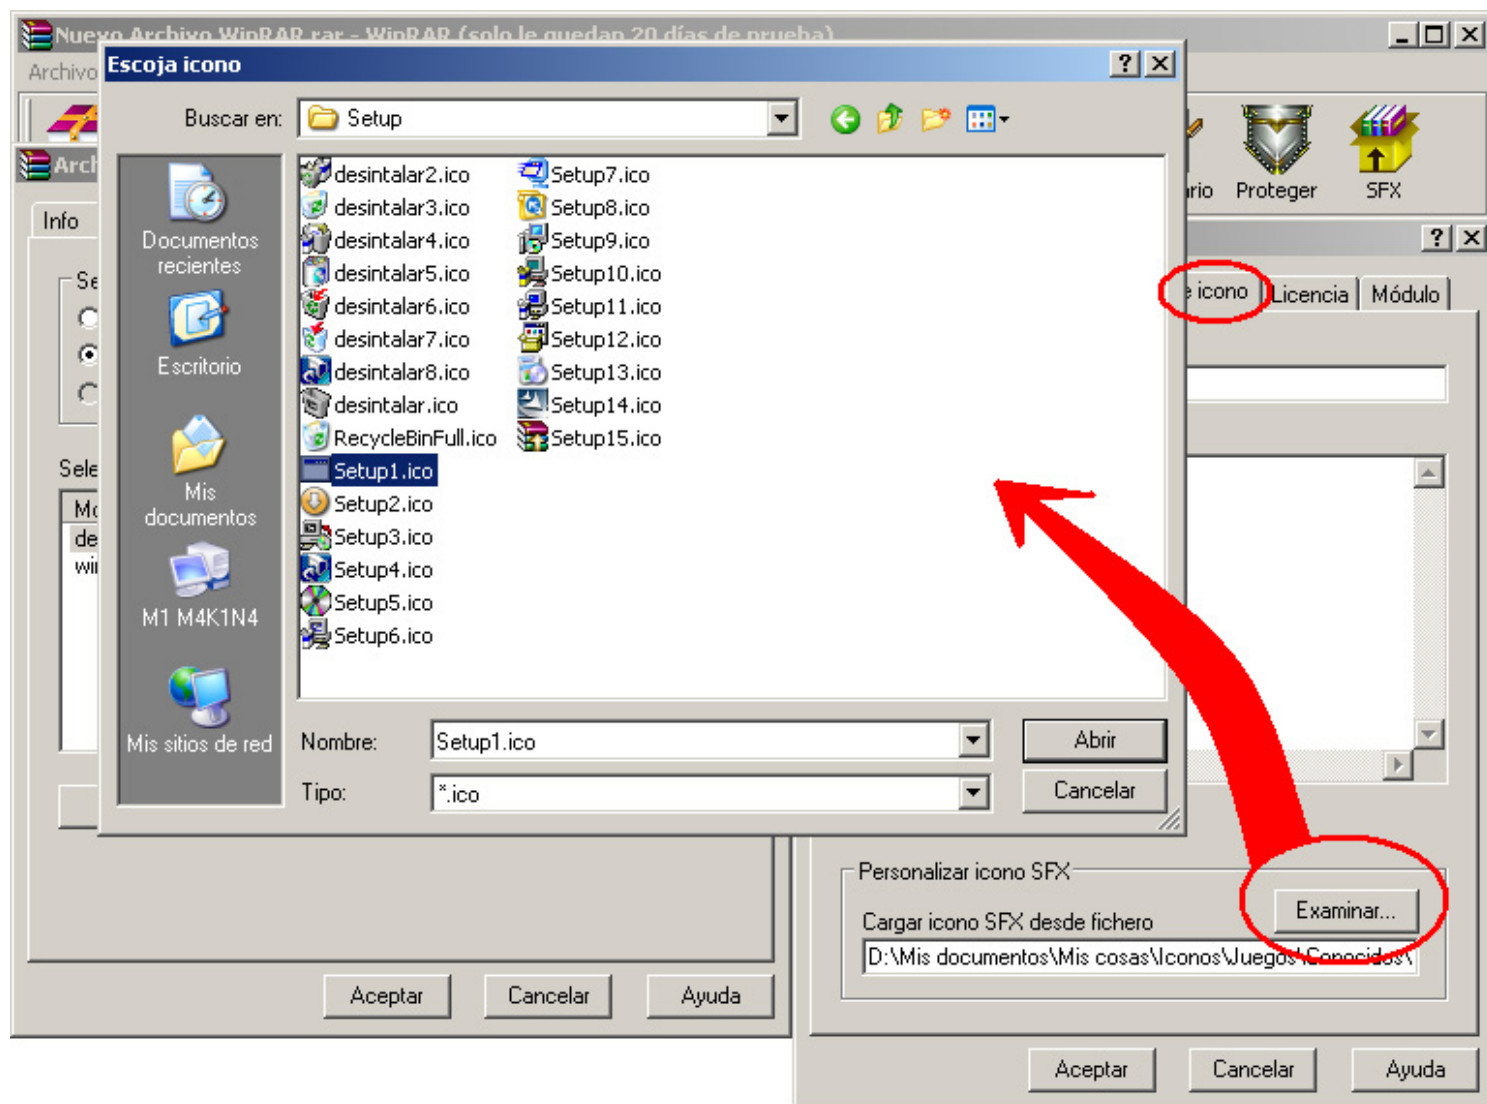 Nuevo Archivo WinRAR.rar - WinRAR (solo le quedan 20 días de prueba)
Archivo
Escoja icono
Buscar en:
Setup
Proteger
SFX
Info
Documentos
recientes
Escritorio
Mis
documentos
M1 M4K1N4
Mis sitios de red
desintalar2.ico
desintalar3.ico
desintalar4.ico
desintalar5.ico
desintalar6.ico
desintalar7.ico
desintalar8.ico
desintalar.ico
RecycleBinFull.ico
Setup1.ico
Setup2.ico
Setup3.ico
Setup4.ico
Setup5.ico
Setup6.ico
Setup7.ico
Setup8.ico
Setup9.ico
Setup10.ico
Setup11.ico
Setup12.ico
Setup13.ico
Setup14.ico
Setup15.ico
Nombre:
Setup1.ico
Abrir
Tipo:
*.ico
Cancelar
e icono
Licencia
Módulo
Personalizar icono SFX
Cargar icono SFX desde fichero
Examinar...
D:\Mis documentos\Mis cosas\Iconos\Juegos\Conocidos\
Aceptar
Cancelar
Ayuda
Aceptar
Cancelar
Ayuda